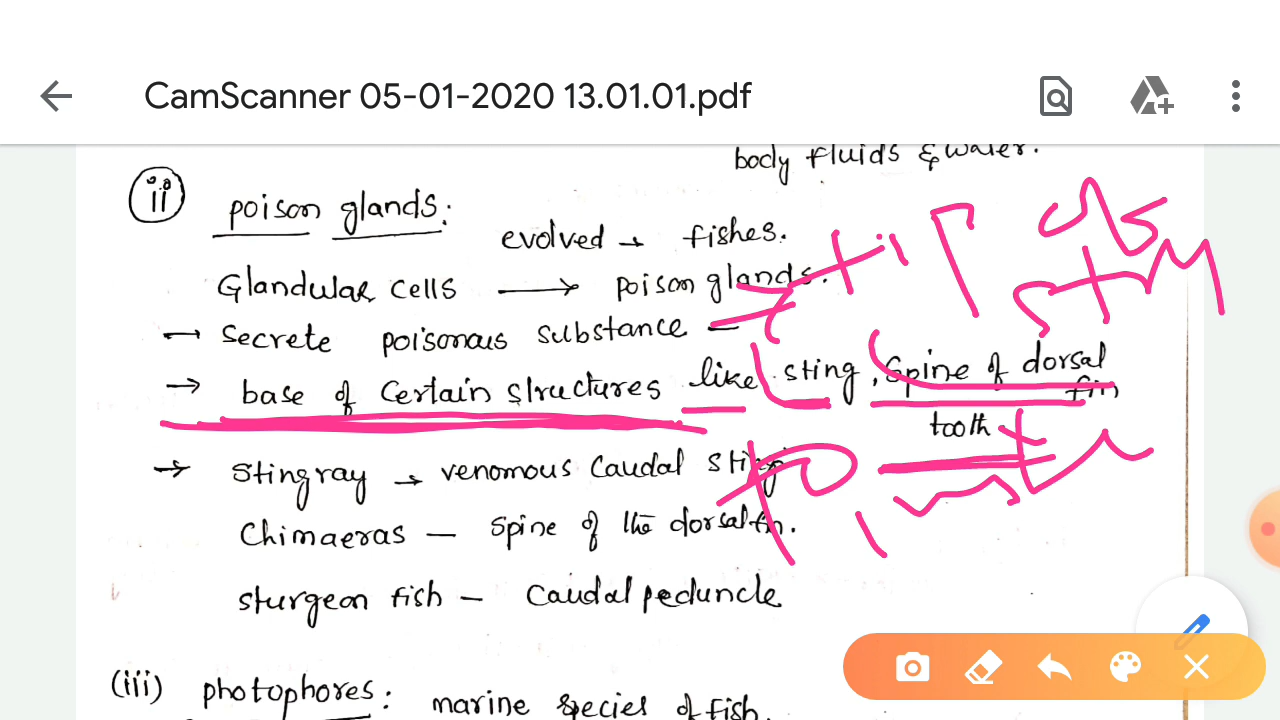 CamScanner 05-01-2020 13.01.01.pdf
body fluids & water.
ii poison glands:
evolved → fishes.
Glandular cells → poison glands.
→ Secrete poisonous substance –
→ base of Certain structures like sting, Spine of dorsal fin
tooth
→ Stingray → venomous Caudal sting
Chimaeras – Spine of the dorsal fin.
sturgeon fish – Caudal peduncle
(iii) photophores: marine species of fish.